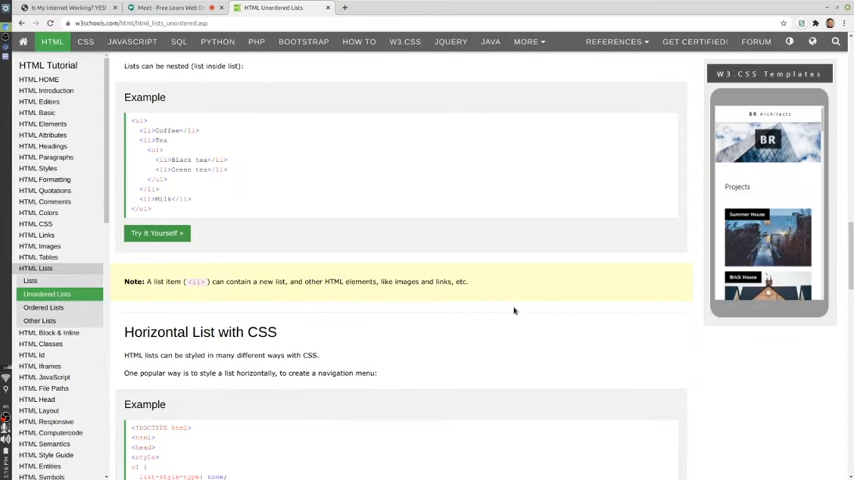 Is My Internet Working? YES!
Meet - Free Learn Web D
HTML Unordered Lists
w3schools.com/html/html_lists_unordered.asp
HTML CSS JAVASCRIPT SQL PYTHON PHP BOOTSTRAP HOW TO W3.CSS JQUERY JAVA MORE REFERENCES GET CERTIFIED! FORUM
HTML Tutorial
HTML HOME
HTML Introduction
HTML Editors
HTML Basic
HTML Elements
HTML Attributes
HTML Headings
HTML Paragraphs
HTML Styles
HTML Formatting
HTML Quotations
HTML Comments
HTML Colors
HTML CSS
HTML Links
HTML Images
HTML Tables
HTML Lists
Lists
Unordered Lists
Ordered Lists
Other Lists
HTML Block & Inline
HTML Classes
HTML Id
HTML Iframes
HTML JavaScript
HTML File Paths
HTML Head
HTML Layout
HTML Responsive
HTML Computercode
HTML Semantics
HTML Style Guide
HTML Entities
HTML Symbols
Lists can be nested (list inside list):
Example
<ul>
<li>Coffee</li>
<li>Tea
<ul>
<li>Black tea</li>
<li>Green tea</li>
</ul>
</li>
<li>Milk</li>
</ul>
Try it Yourself »
Note: A list item (<li>) can contain a new list, and other HTML elements, like images and links, etc.
Horizontal List with CSS
HTML lists can be styled in many different ways with CSS.
One popular way is to style a list horizontally, to create a navigation menu:
Example
<!DOCTYPE html>
<html>
<head>
<style>
ul {
list-style-type: none;
W3.CSS Templates
BR Architects
BR
Projects
Summer House
Brick House